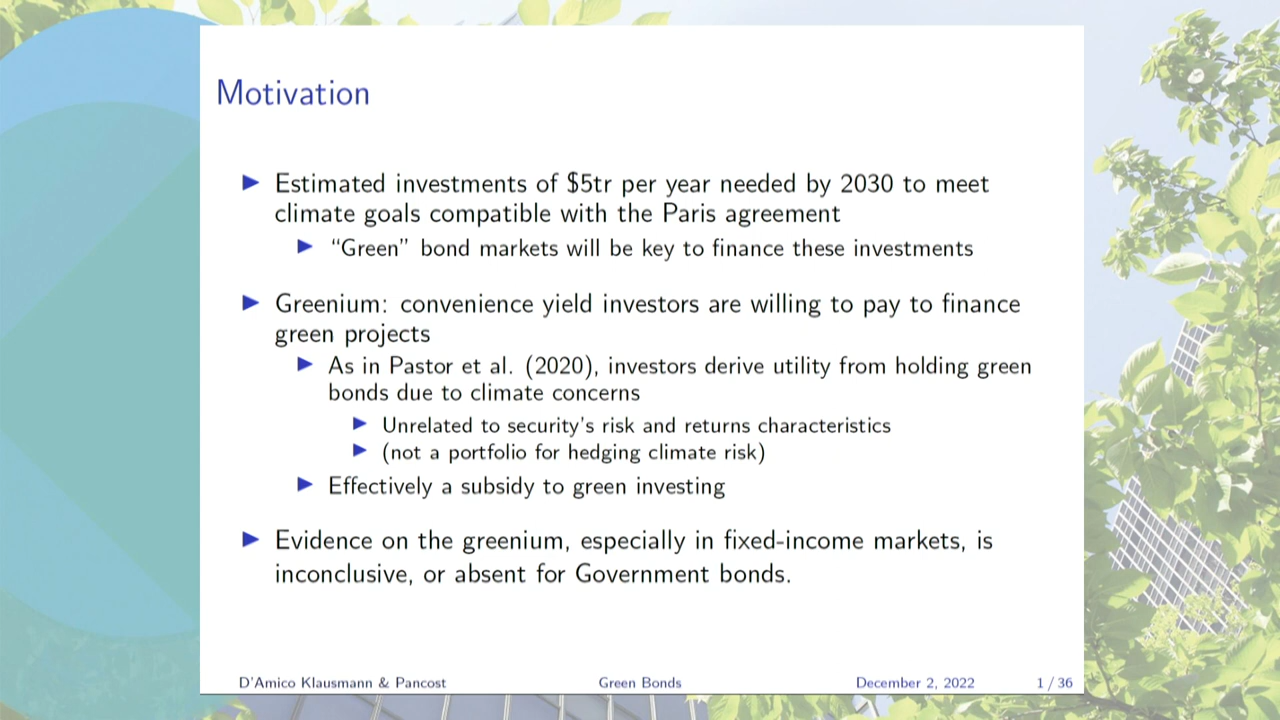 Motivation
Estimated investments of $5tr per year needed by 2030 to meet
climate goals compatible with the Paris agreement
“Green” bond markets will be key to finance these investments
Greenium: convenience yield investors are willing to pay to finance
green projects
As in Pastor et al. (2020), investors derive utility from holding green
bonds due to climate concerns
Unrelated to security's risk and returns characteristics
(not a portfolio for hedging climate risk)
Effectively a subsidy to green investing
Evidence on the greenium, especially in fixed-income markets, is
inconclusive, or absent for Government bonds.
D'Amico Klausmann & Pancost Green Bonds December 2, 2022 1 / 36